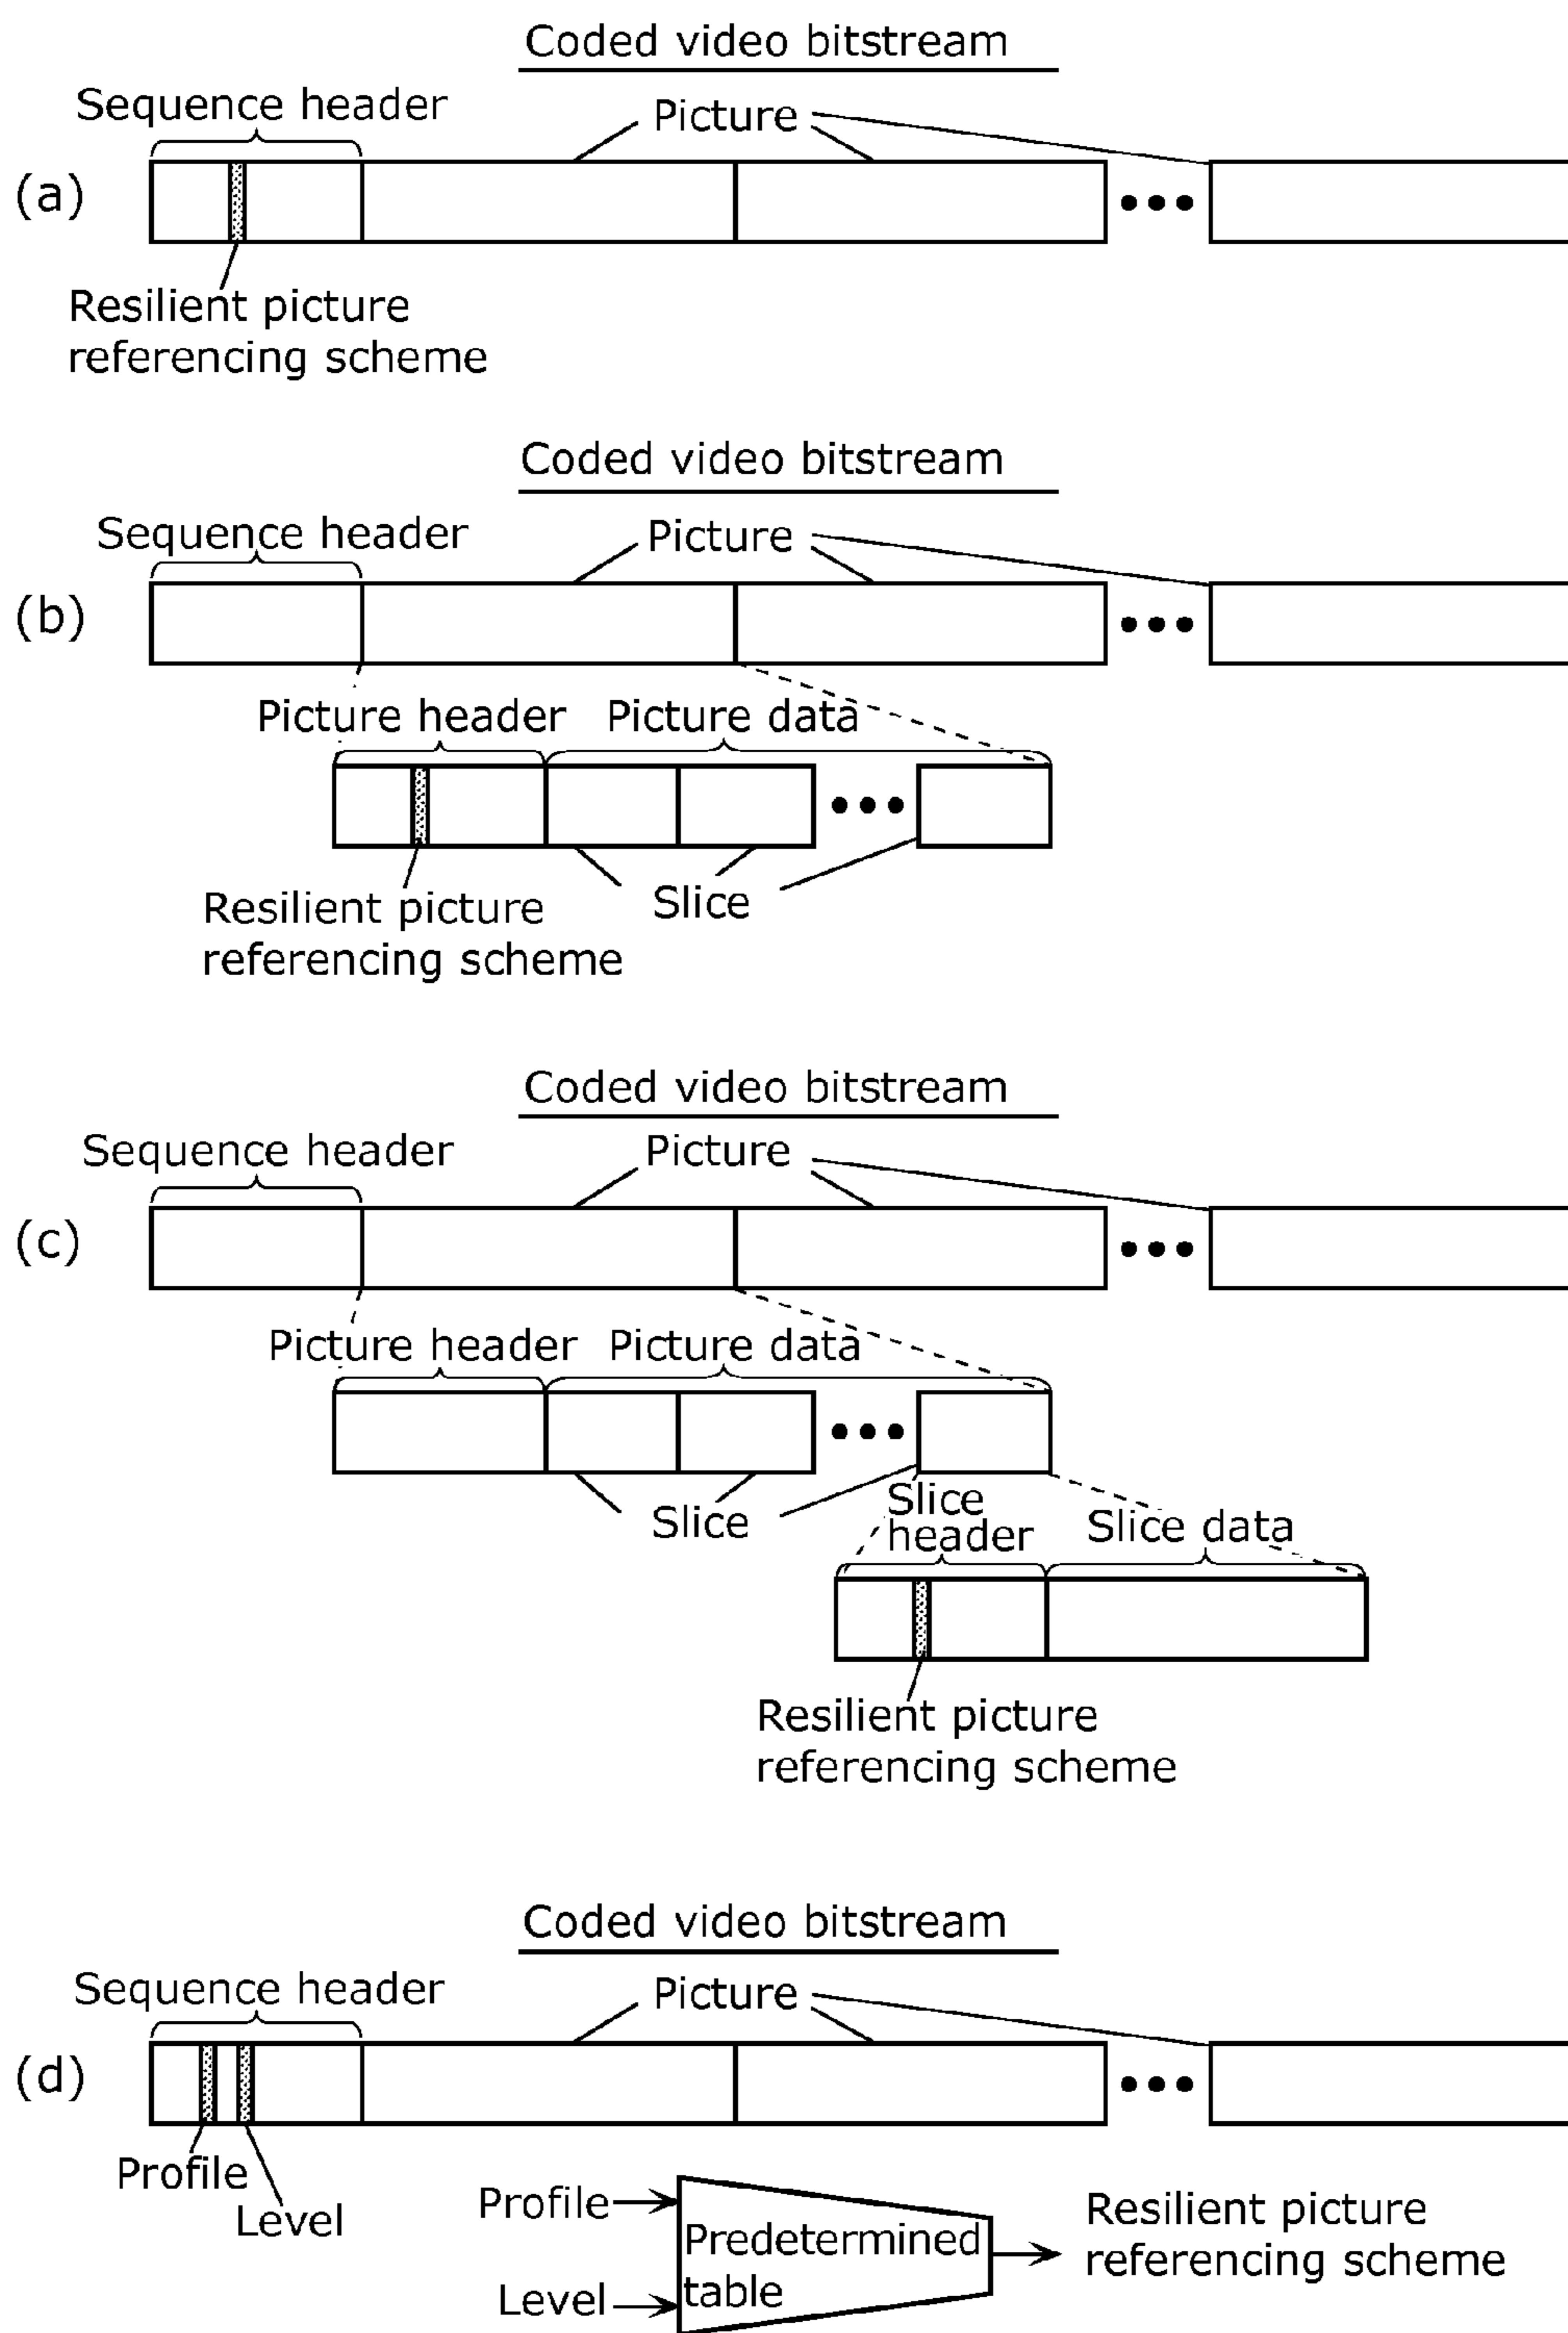 Coded video bitstream
Sequence header
Picture
(a)
Resilient picture
referencing scheme
Coded video bitstream
Sequence header
Picture
(b)
Picture header
Picture data
Slice
Resilient picture
referencing scheme
Coded video bitstream
Sequence header
Picture
(c)
Picture header
Picture data
Slice
Slice
header
Slice data
Resilient picture
referencing scheme
Coded video bitstream
Sequence header
Picture
(d)
Profile
Level
Profile
Level
Predetermined
table
Resilient picture
referencing scheme